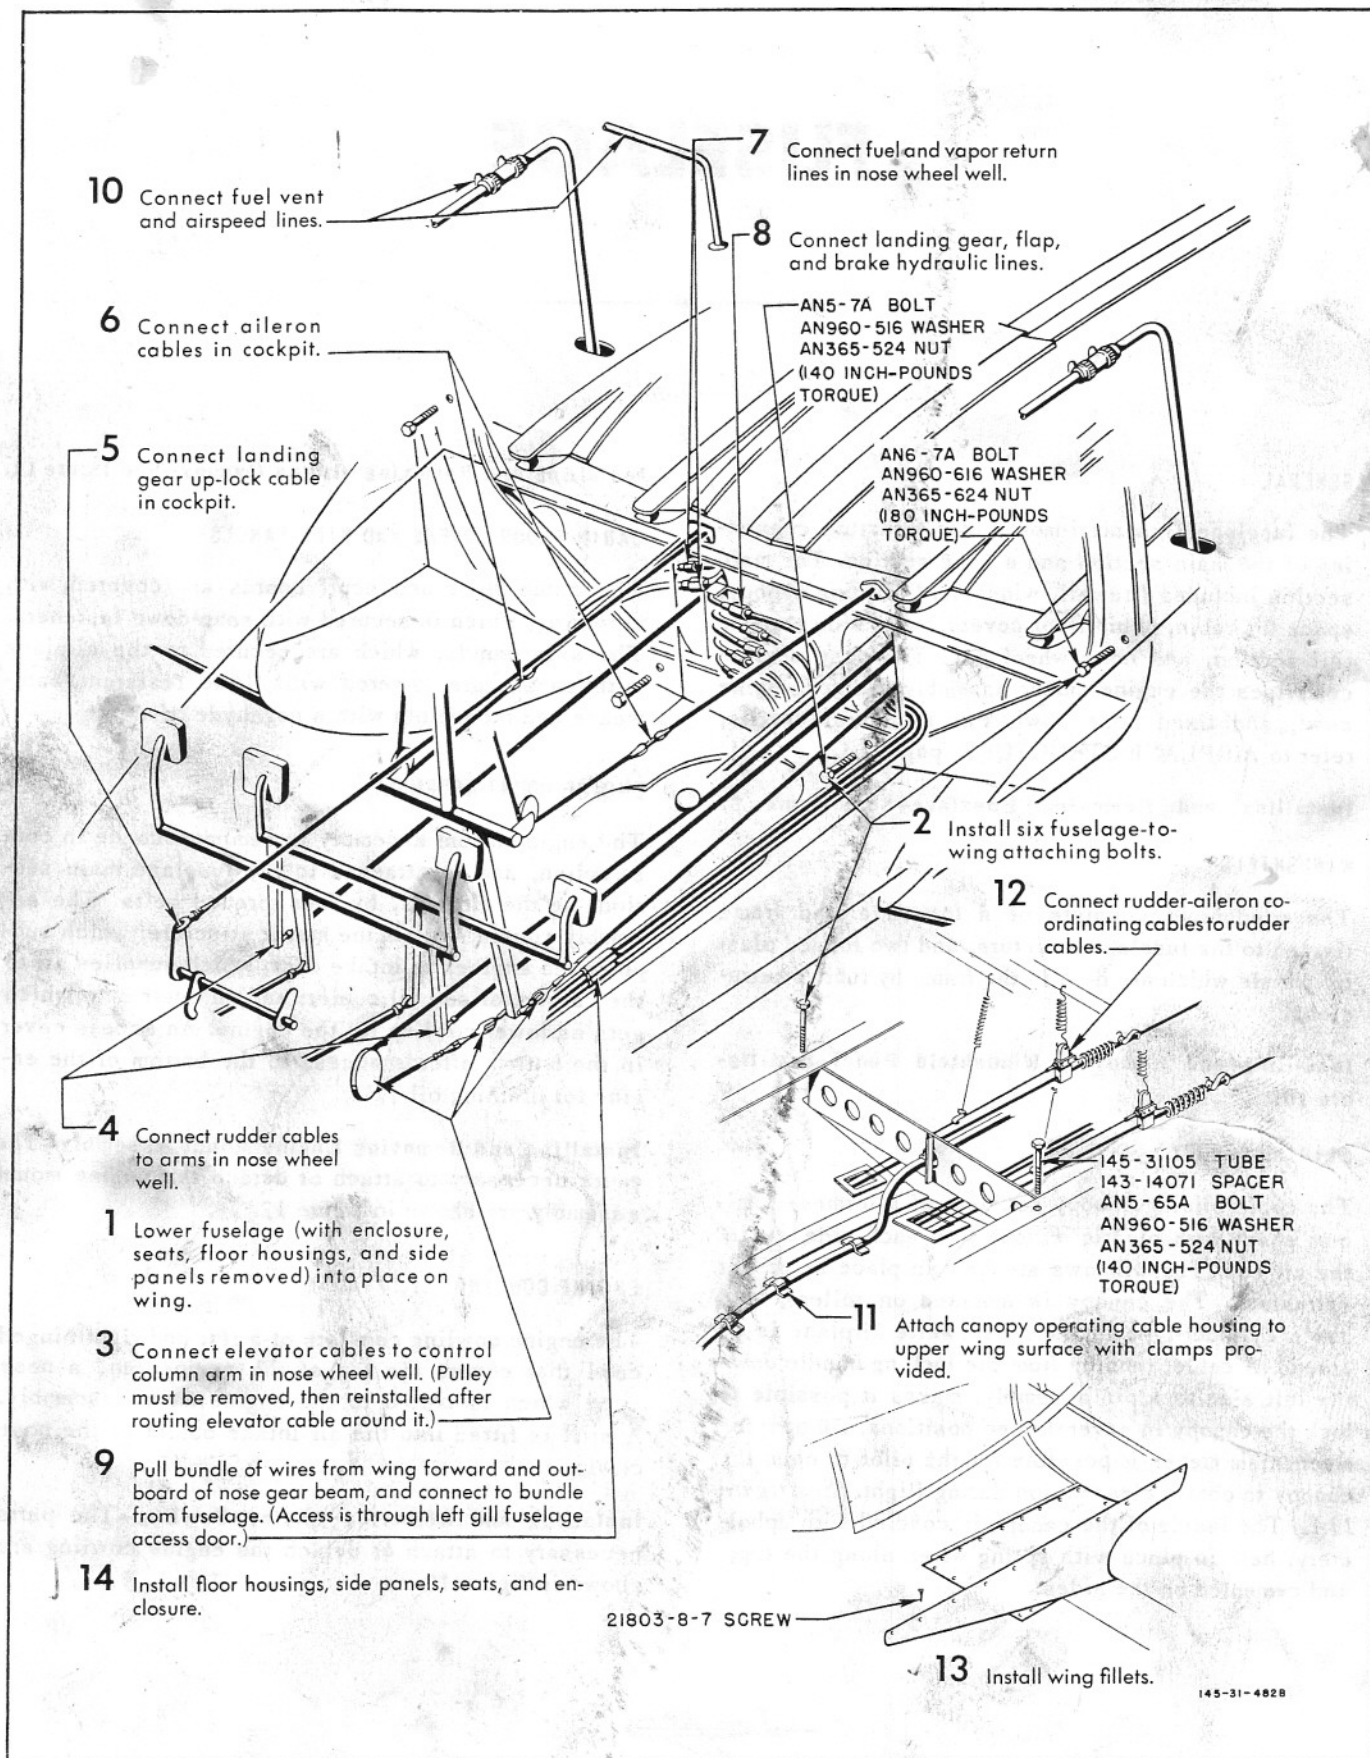 7 Connect fuel and vapor return
lines in nose wheel well.
10 Connect fuel vent
and airspeed lines.
8 Connect landing gear, flap,
and brake hydraulic lines.
AN5-7A BOLT
AN960-516 WASHER
AN365-524 NUT
(140 INCH-POUNDS
TORQUE)
6 Connect aileron
cables in cockpit.
5 Connect landing
gear up-lock cable
in cockpit.
AN6-7A BOLT
AN960-616 WASHER
AN365-624 NUT
(180 INCH-POUNDS
TORQUE)
2 Install six fuselage-to-
wing attaching bolts.
12 Connect rudder-aileron co-
ordinating cables to rudder
cables.
4 Connect rudder cables
to arms in nose wheel
well.
145-31105 TUBE
143-14071 SPACER
AN5-65A BOLT
AN960-516 WASHER
AN365-524 NUT
(140 INCH-POUNDS
TORQUE)
1 Lower fuselage (with enclosure,
seats, floor housings, and side
panels removed) into place on
wing.
11 Attach canopy operating cable housing to
upper wing surface with clamps pro-
vided.
3 Connect elevator cables to control
column arm in nose wheel well. (Pulley
must be removed, then reinstalled after
routing elevator cable around it.)
9 Pull bundle of wires from wing forward and out-
board of nose gear beam, and connect to bundle
from fuselage. (Access is through left gill fuselage
access door.)
14 Install floor housings, side panels, seats, and en-
closure.
21803-8-7 SCREW
13 Install wing fillets.
145-31-482B